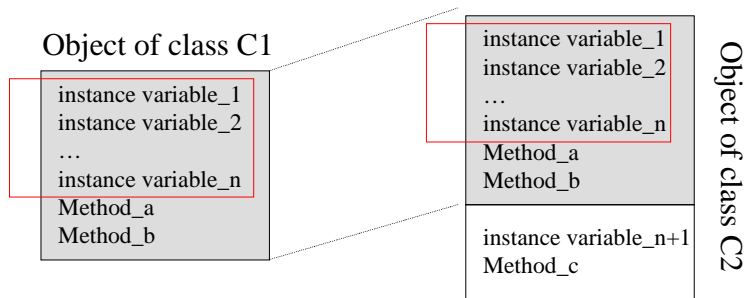 Object of class C1
instance variable_1
instance variable_2
…
instance variable_n
Method_a
Method_b
instance variable_1
instance variable_2
…
instance variable_n
Method_a
Method_b
instance variable_n+1
Method_c
Object of class C2